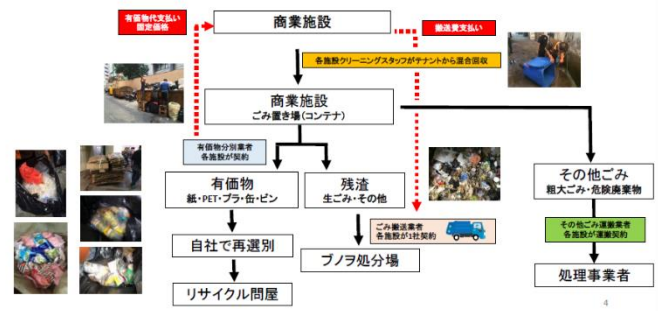 有価物代支払い
固定価格
商業施設
搬送費支払い
各施設クリーニングスタッフがテナントから混合回収
商業施設
ごみ置き場(コンテナ)
有価物分別業者
各施設が契約
有価物
紙・PET・プラ・缶・ビン
残渣
生ごみ・その他
その他ごみ
粗大ごみ・危険廃棄物
ごみ搬送業者
各施設が1社契約
その他ごみ運搬業者
各施設が運搬契約
自社で再選別
ブノヲ処分場
処理事業者
リサイクル問屋
4